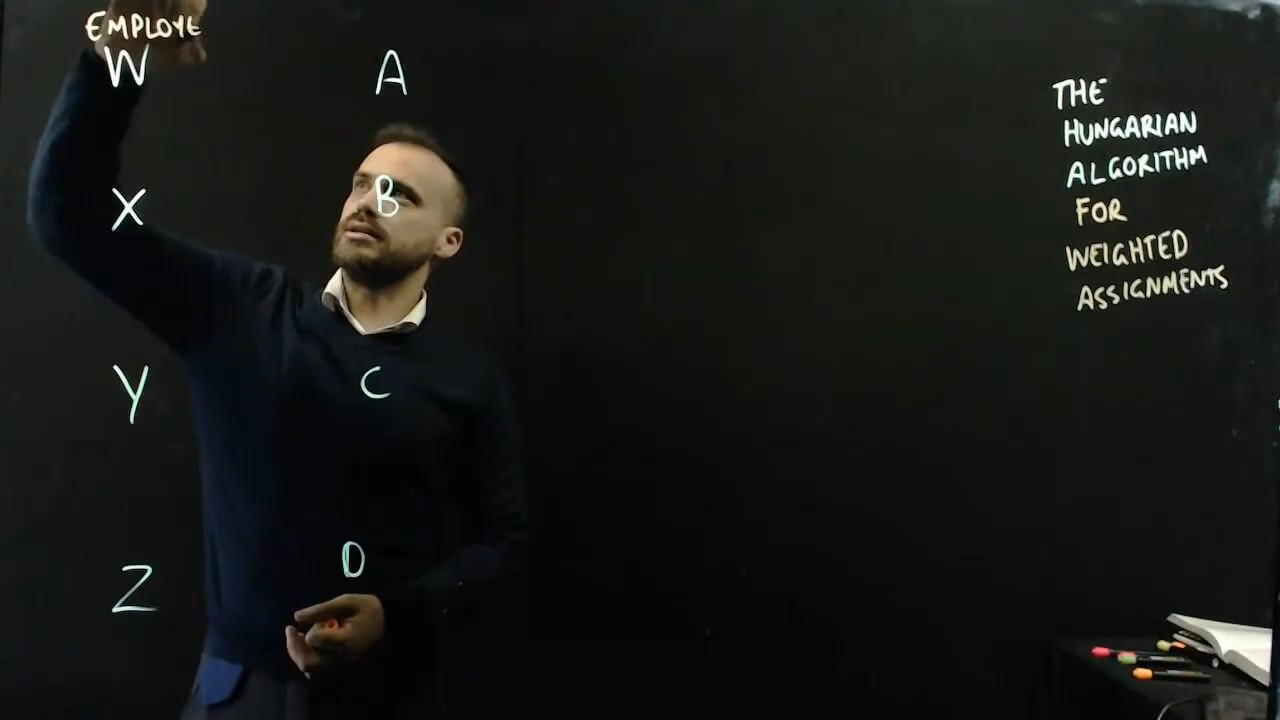 EMPLOYE
W
X
Y
Z
A
B
C
D
THE
HUNGARIAN
ALGORITHM
FOR
WEIGHTED
ASSIGNMENTS